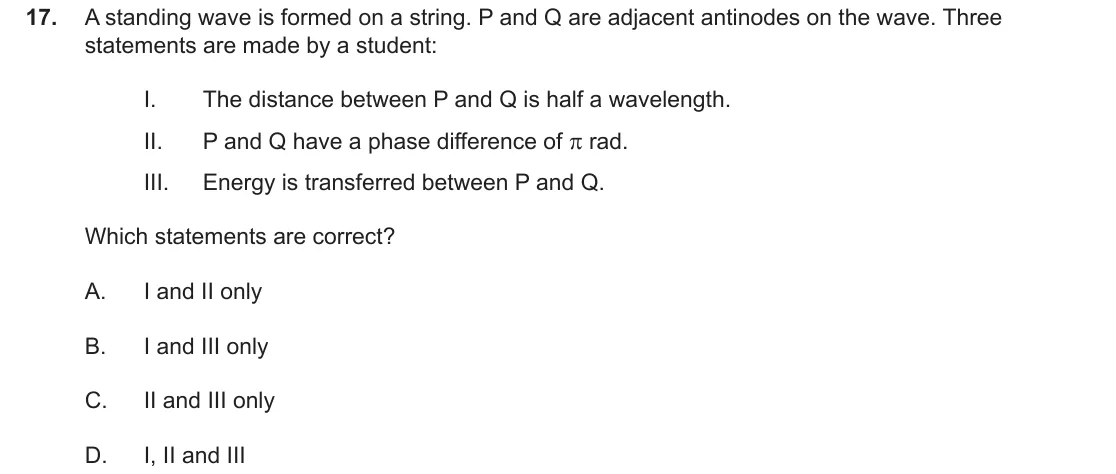 17. A standing wave is formed on a string. P and Q are adjacent antinodes on the wave. Three
statements are made by a student:
I. The distance between P and Q is half a wavelength.
II. P and Q have a phase difference of π rad.
III. Energy is transferred between P and Q.
Which statements are correct?
A. I and II only
B. I and III only
C. II and III only
D. I, II and III